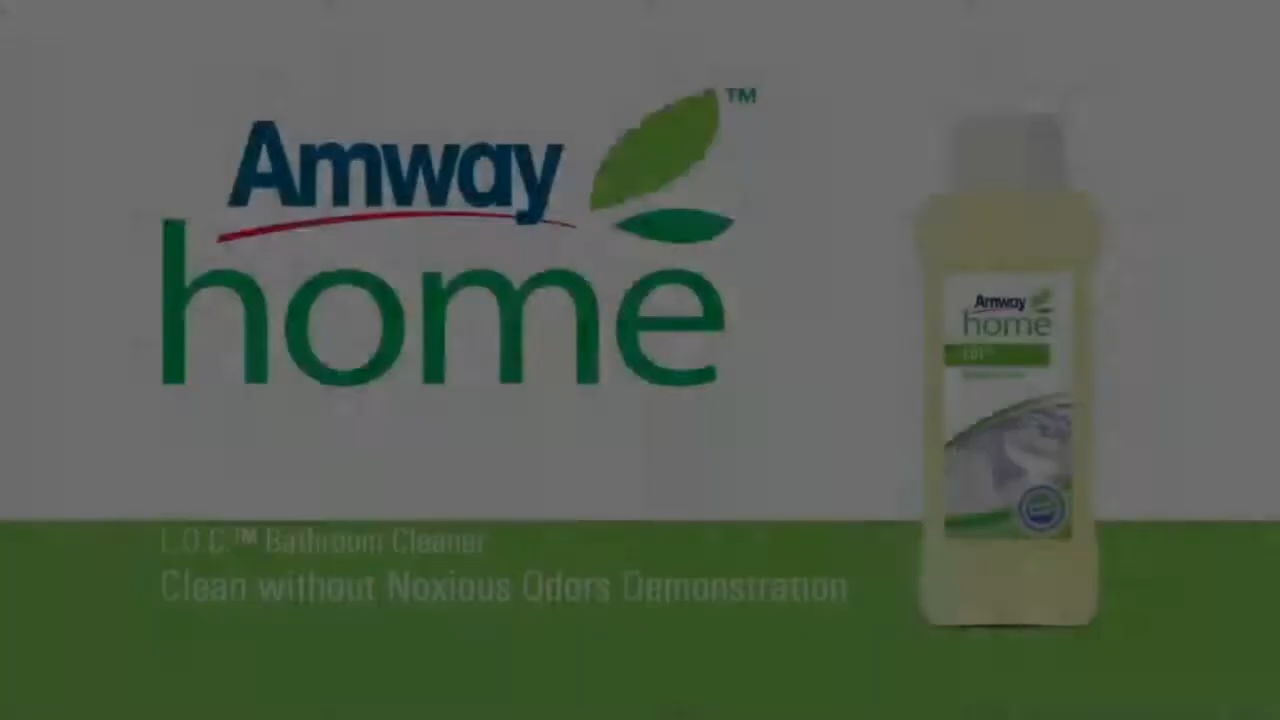 Amway
™
home
Amway
home
L.O.C.™ Bathroom Cleaner
Clean without Noxious Odors Demonstration